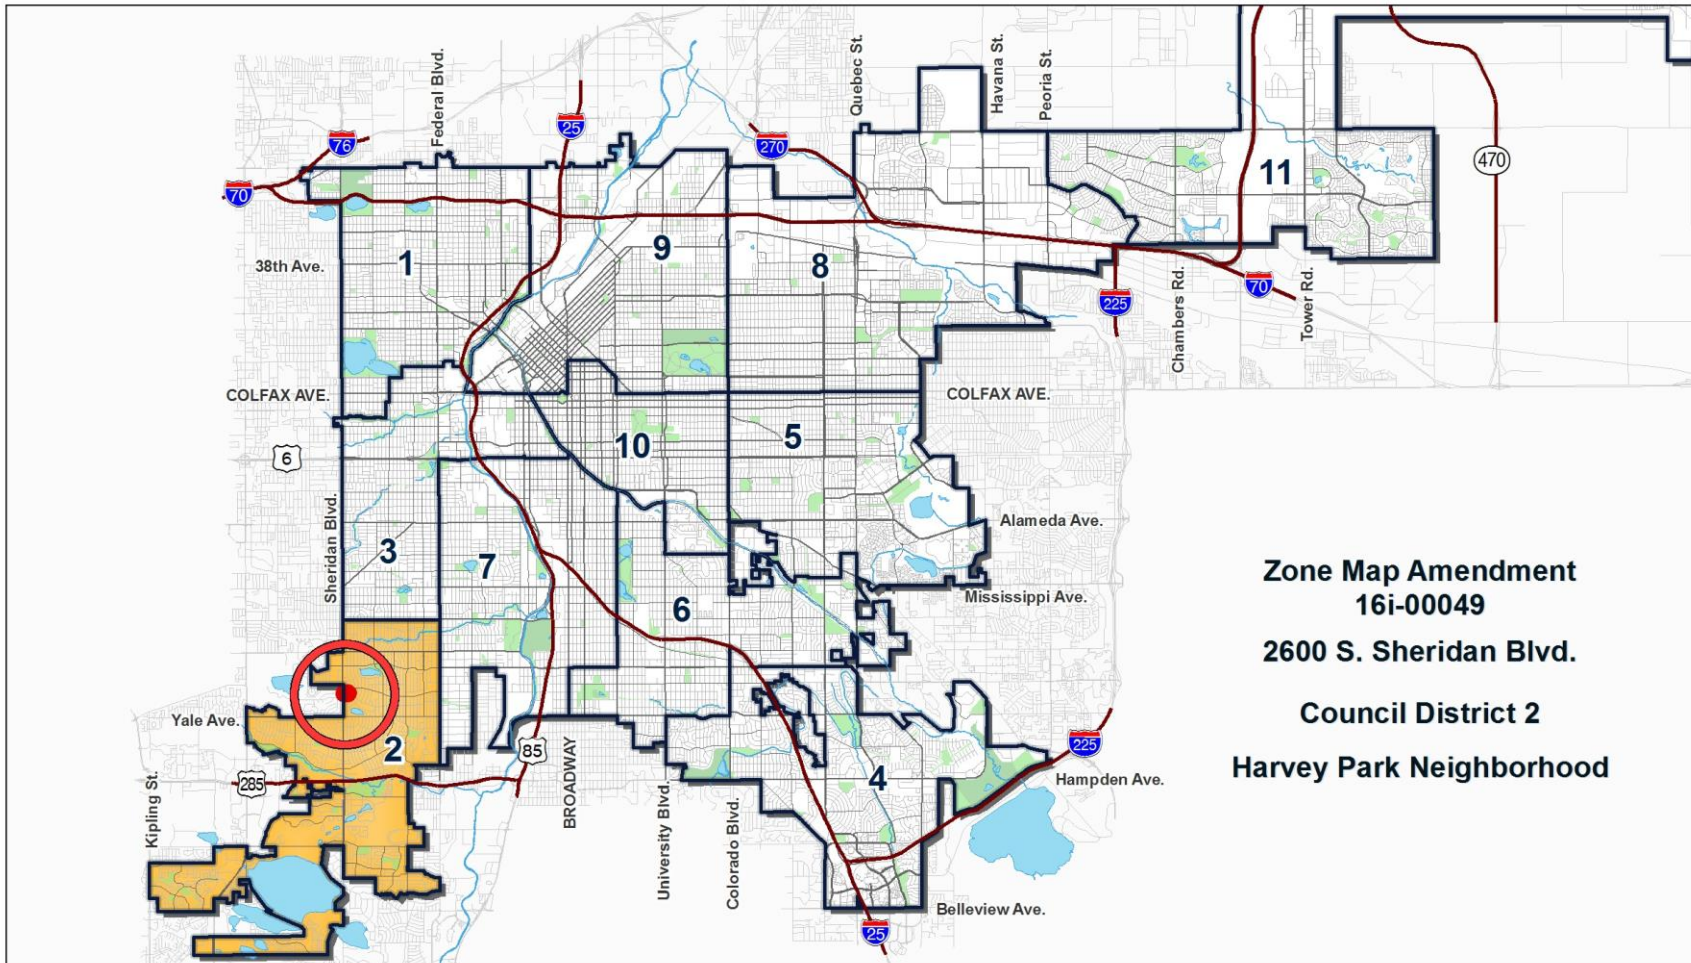 Federal Blvd.
Quebec St.
Havana St.
Peoria St.
76
25
270
70
470
11
38th Ave.
1
9
8
225
70
Chambers Rd.
Tower Rd.
COLFAX AVE.
COLFAX AVE.
6
10
5
Sheridan Blvd.
Alameda Ave.
3
7
Mississippi Ave.
6
Zone Map Amendment
16i-00049
2600 S. Sheridan Blvd.
Council District 2
Harvey Park Neighborhood
Yale Ave.
2
85
225
285
4
Hampden Ave.
Kipling St.
BROADWAY
University Blvd.
Colorado Blvd.
Belleview Ave.
25